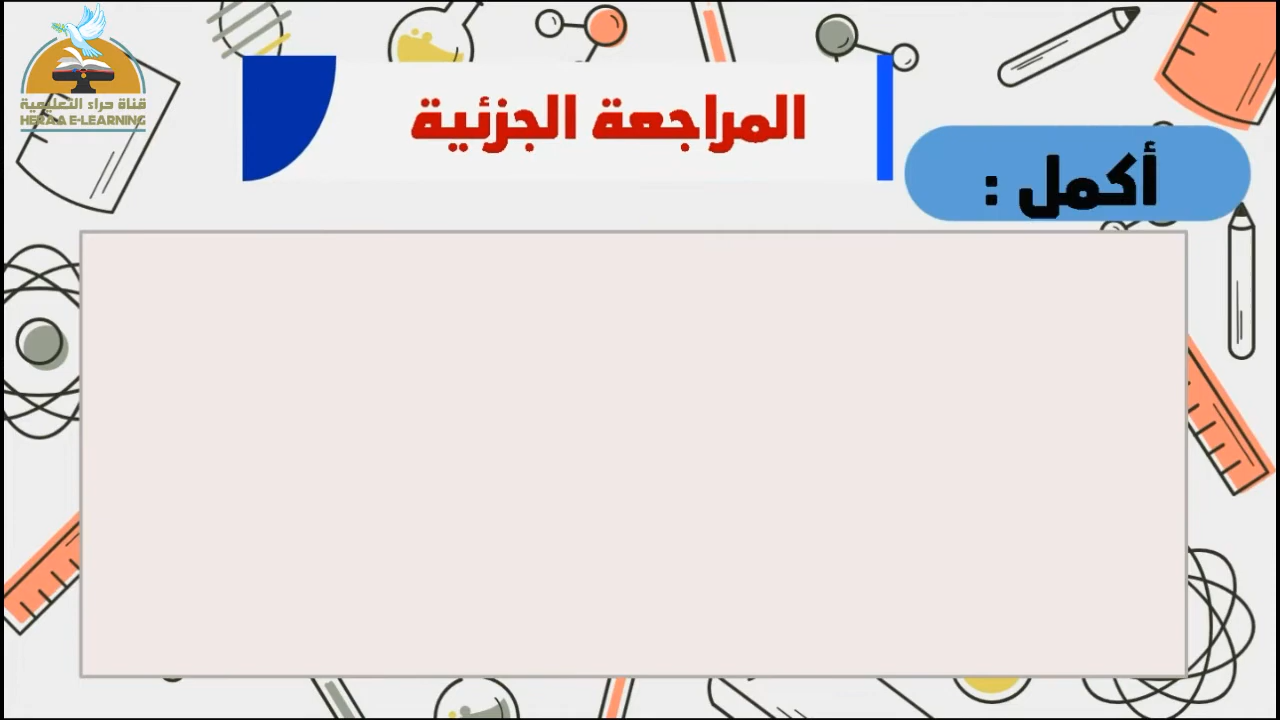 قناة حراء التعليمية
HERAA E-LEARNING
المراجعة الجزئية
أكمل :